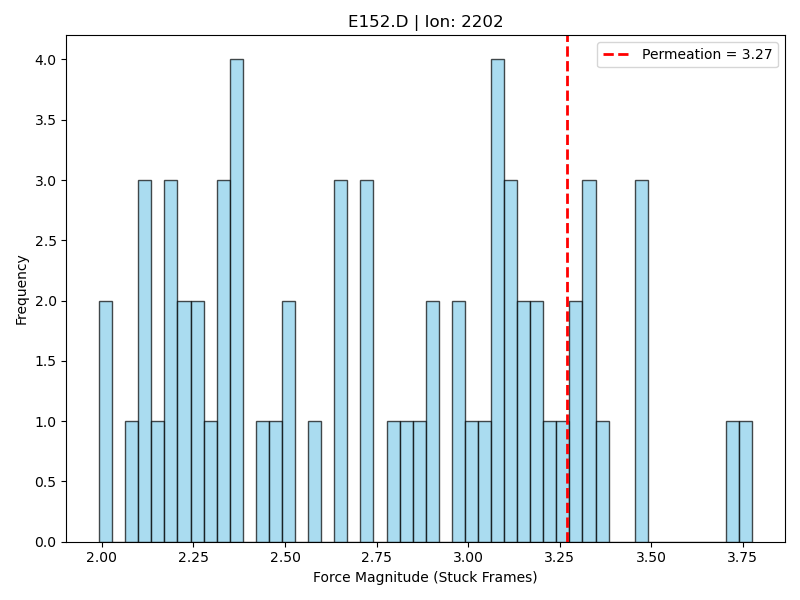 E152.D | Ion: 2202
Permeation = 3.27
Frequency
4.0
3.5
3.0
2.5
2.0
1.5
1.0
0.5
0.0
2.00 2.25 2.50 2.75 3.00 3.25 3.50 3.75
Force Magnitude (Stuck Frames)